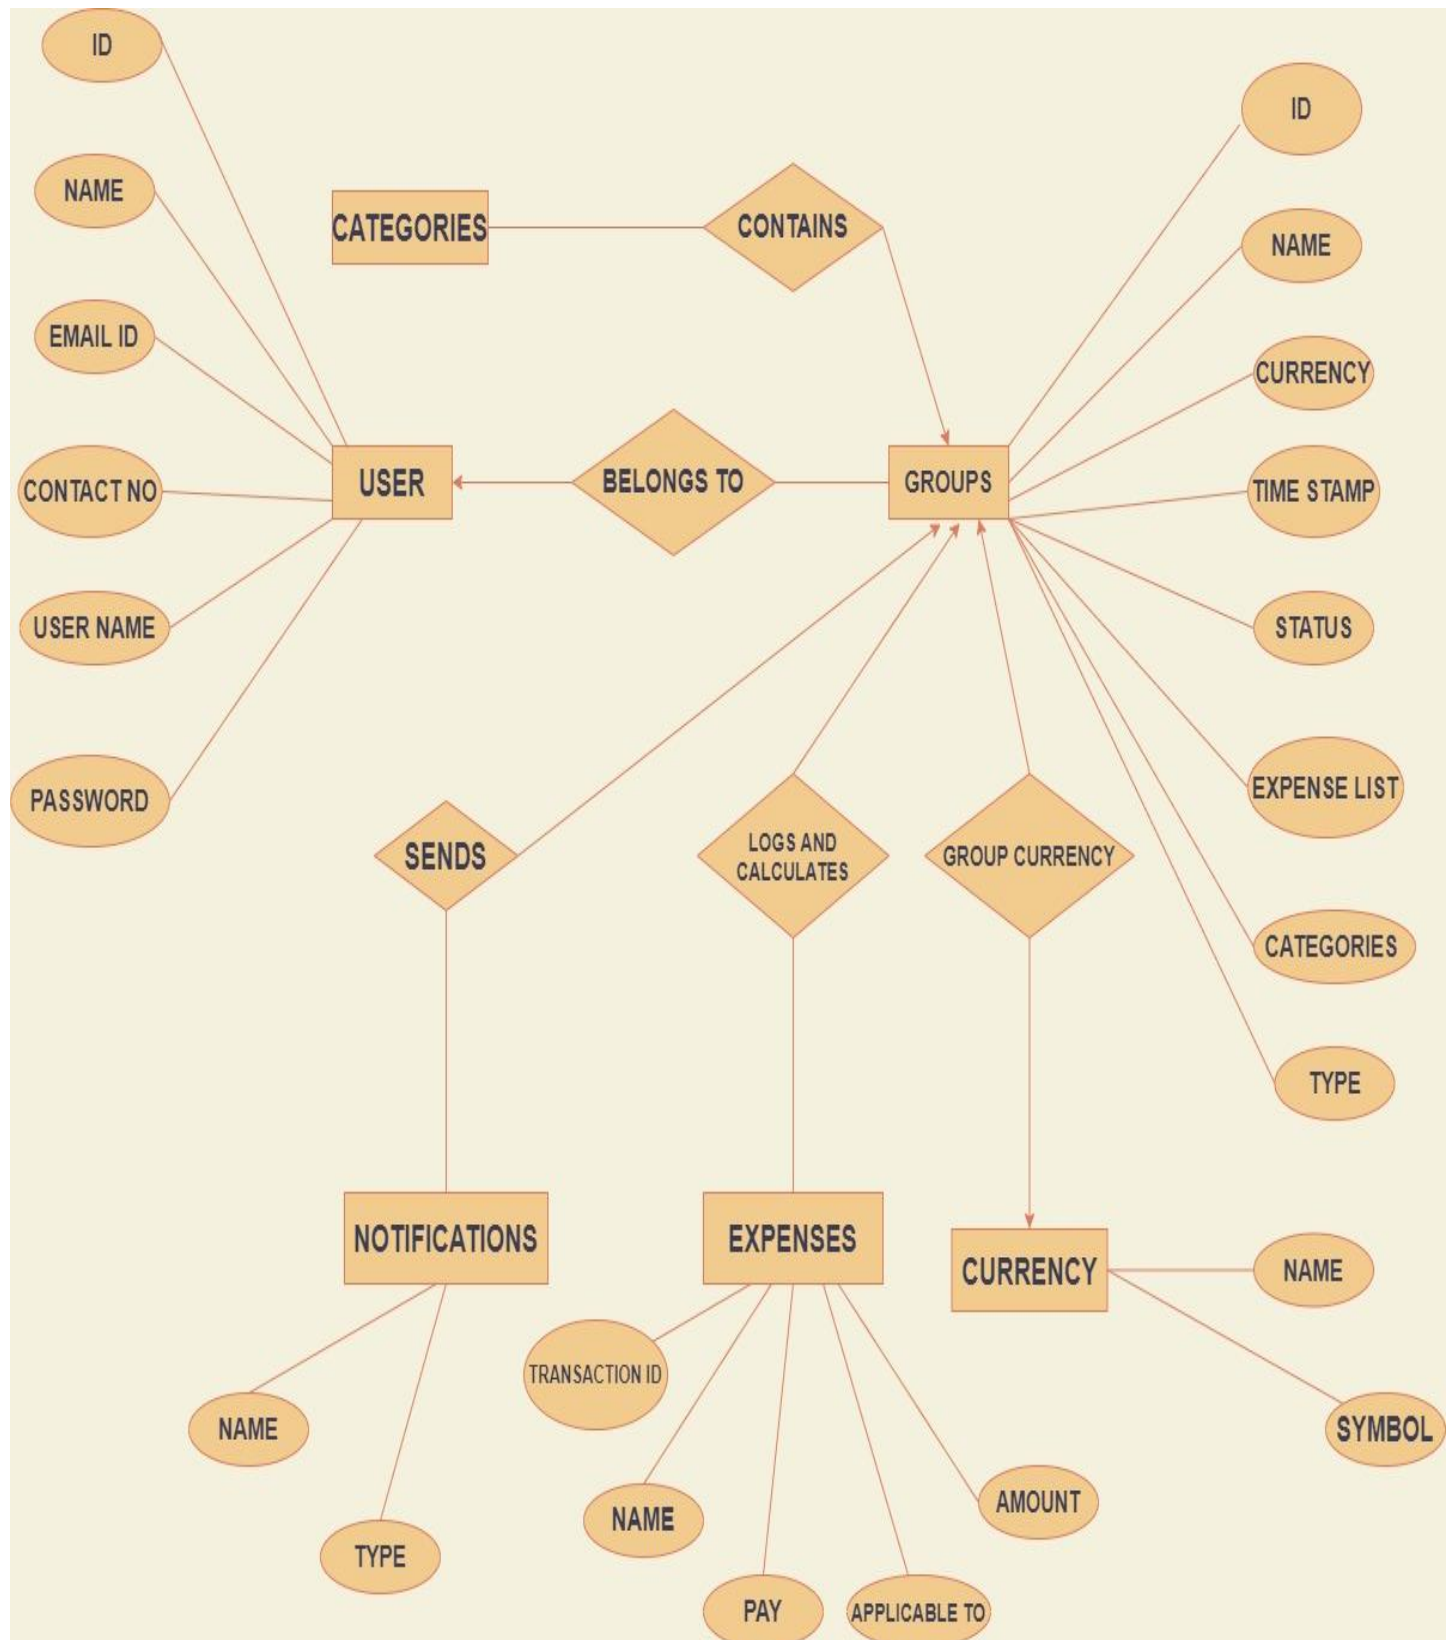 ID
ID
NAME
CATEGORIES
CONTAINS
NAME
EMAIL ID
CURRENCY
USER
BELONGS TO
GROUPS
CONTACT NO
TIME STAMP
USER NAME
STATUS
PASSWORD
EXPENSE LIST
SENDS
LOGS AND
CALCULATES
GROUP CURRENCY
CATEGORIES
TYPE
NOTIFICATIONS
EXPENSES
CURRENCY
NAME
TRANSACTION ID
NAME
SYMBOL
NAME
AMOUNT
TYPE
PAY
APPLICABLE TO